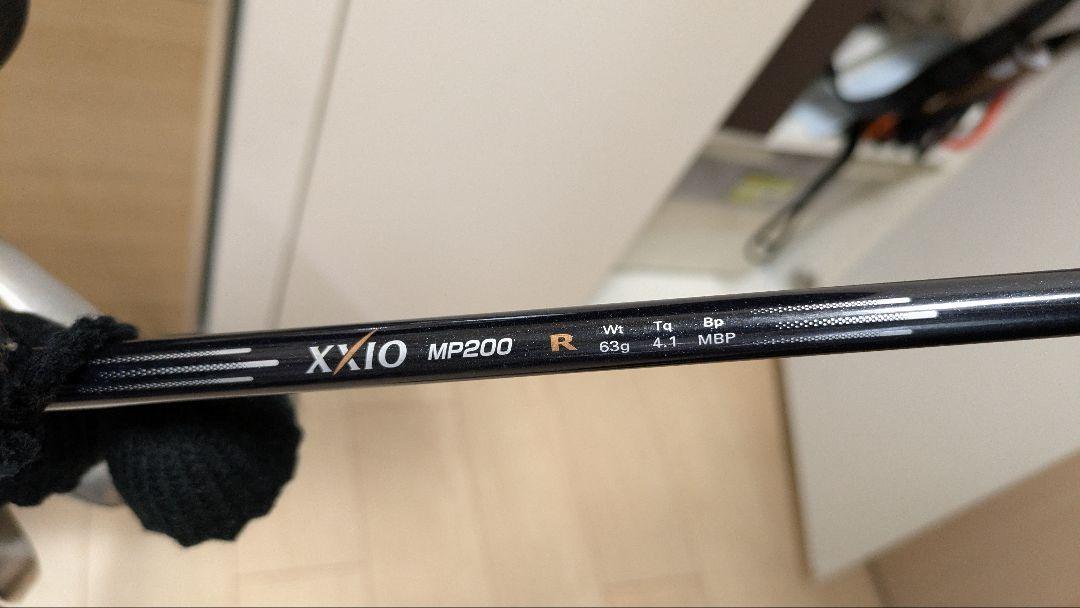 XXIO MP200 R Wt Tq Bp
63g 4.1 MBP